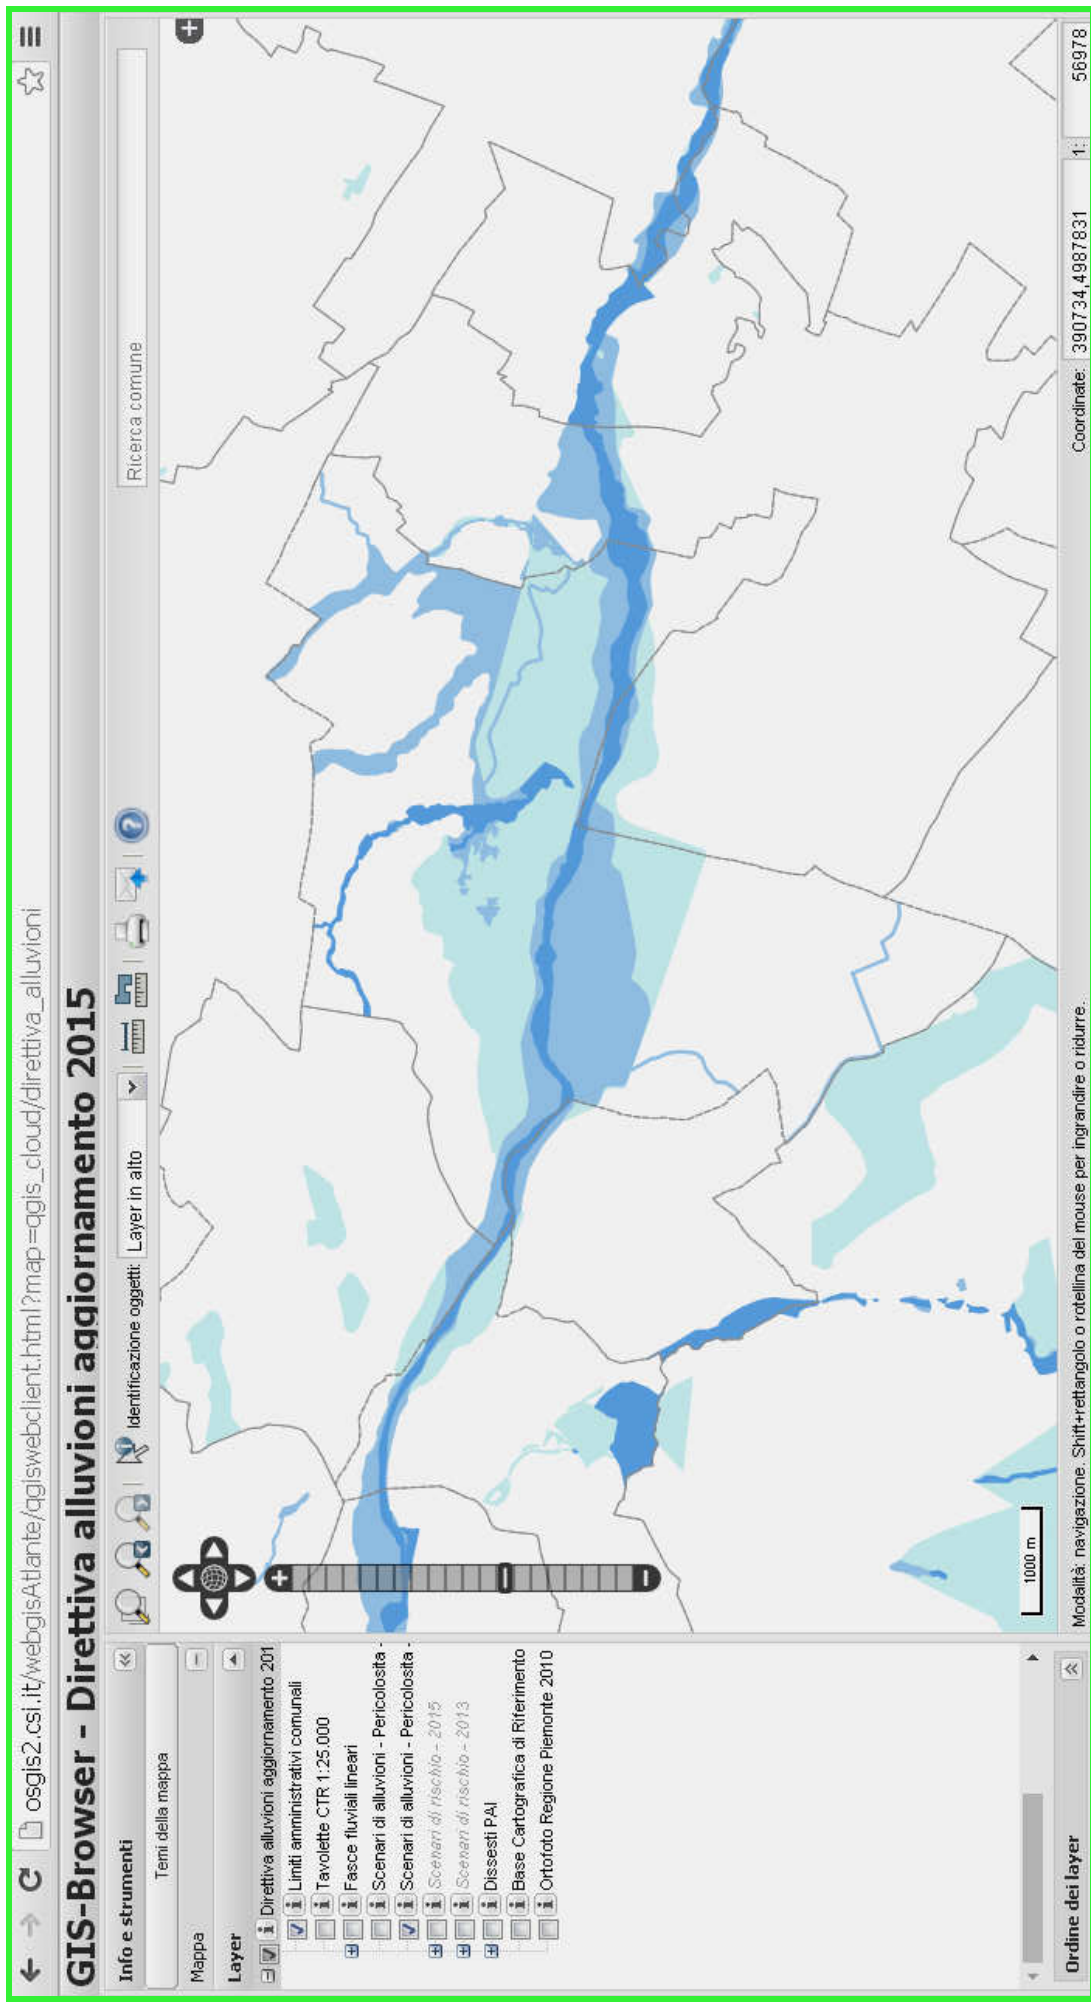 osgis2.csi.it/webgisAtlante/qgiswebclient.html?map=qgis_cloud/direttiva_alluvioni
GIS-Browser - Direttiva alluvioni aggiornamento 2015
Info e strumenti
Identificazione oggetti: Layer in alto
Ricerca comune
Temi della mappa
Mappa
Layer
Direttiva alluvioni aggiornamento 201
Limiti amministrativi comunali
Tavolette CTR 1:25.000
Fasce fluviali lineari
Scenari di alluvioni - Pericolosita -
Scenari di alluvioni - Pericolosita -
Scenari di rischio - 2015
Scenari di rischio - 2013
Dissesti PAI
Base Cartografica di Riferimento
Ortofoto Regione Piemonte 2010
1000 m
Ordine dei layer
Modalità: navigazione. Shift+rettangolo o rotellina del mouse per ingrandire o ridurre.
Coordinate: 390734,4987831 1: 56978